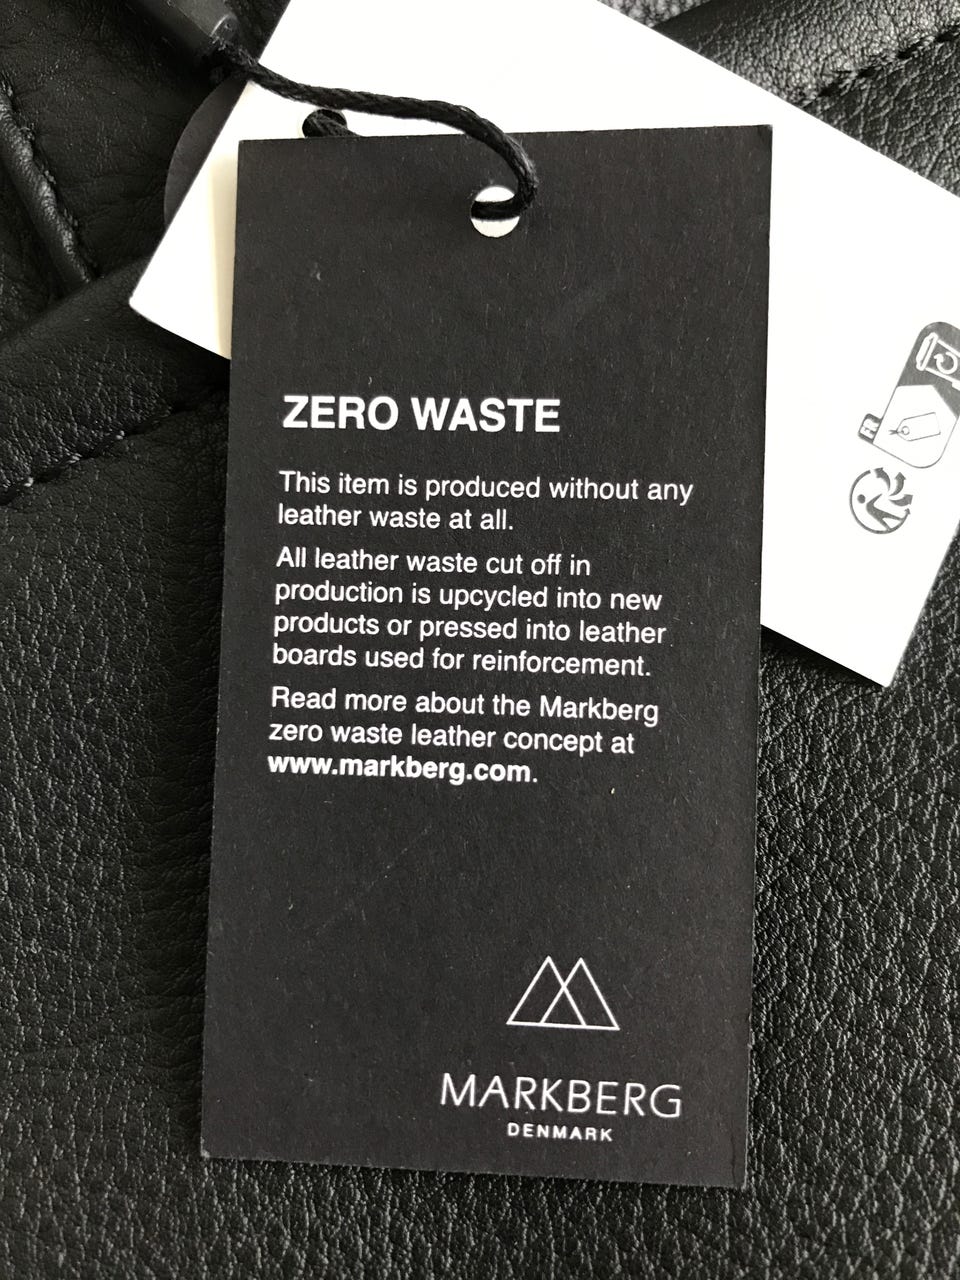 ZERO WASTE
This item is produced without any
leather waste at all.
All leather waste cut off in
production is upcycled into new
products or pressed into leather
boards used for reinforcement.
Read more about the Markberg
zero waste leather concept at
www.markberg.com.
MARKBERG
DENMARK